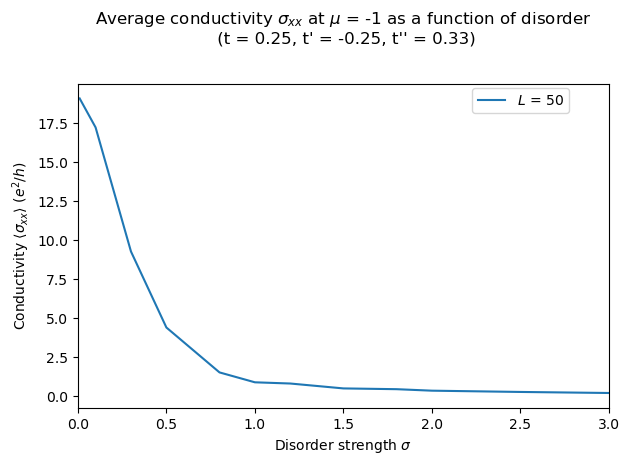 Average conductivity σxx at μ = -1 as a function of disorder
(t = 0.25, t' = -0.25, t'' = 0.33)
L = 50
17.5
15.0
12.5
10.0
7.5
5.0
2.5
0.0
Conductivity ⟨σxx⟩ (e²/h)
0.0 0.5 1.0 1.5 2.0 2.5 3.0
Disorder strength σ